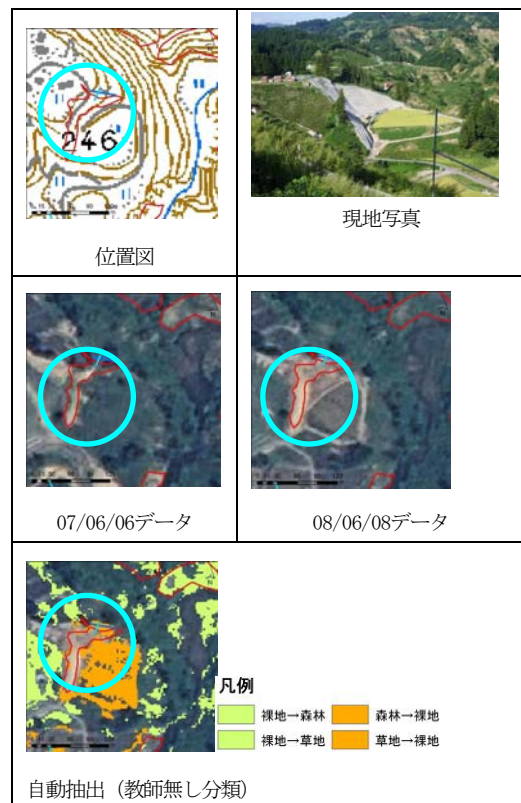 246
位置図
現地写真
07/06/06データ
08/06/08データ
凡例
裸地→森林
森林→裸地
裸地→草地
草地→裸地
自動抽出（教師無し分類）